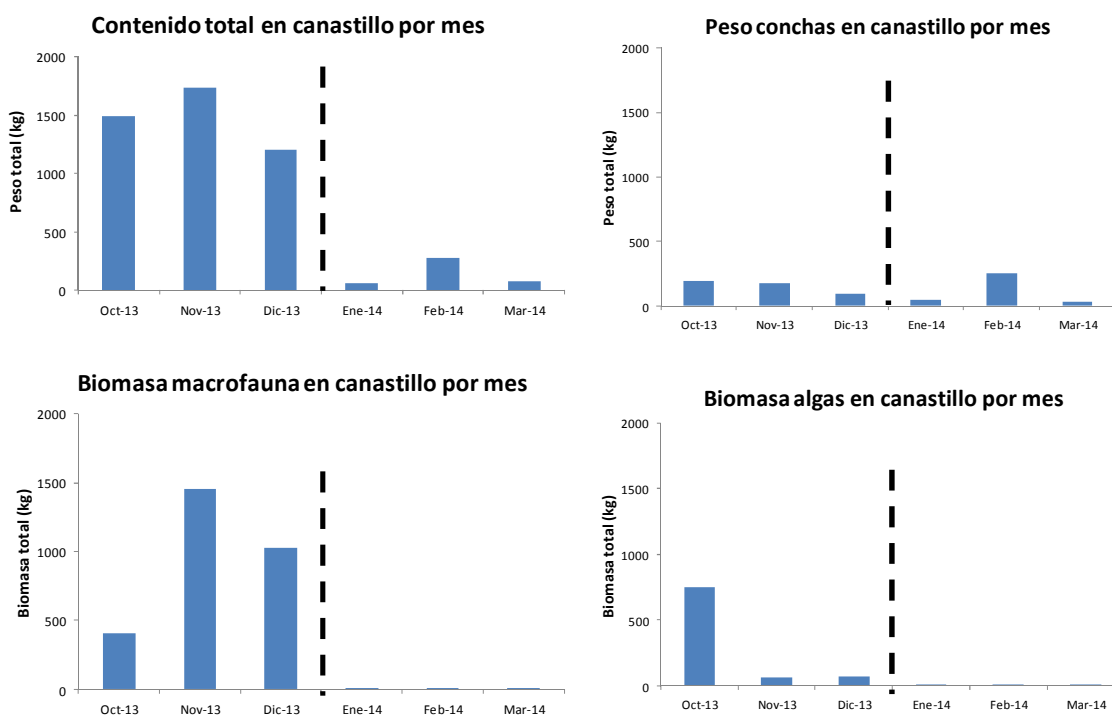 Contenido total en canastillo por mes
Peso total (kg)
2000
1500
1000
500
0
Oct-13 Nov-13 Dic-13 Ene-14 Feb-14 Mar-14
Peso conchas en canastillo por mes
Peso total (kg)
2000
1500
1000
500
0
Oct-13 Nov-13 Dic-13 Ene-14 Feb-14 Mar-14
Biomasa macrofauna en canastillo por mes
Biomasa total (kg)
2000
1500
1000
500
0
Oct-13 Nov-13 Dic-13 Ene-14 Feb-14 Mar-14
Biomasa algas en canastillo por mes
Biomasa total (kg)
2000
1500
1000
500
0
Oct-13 Nov-13 Dic-13 Ene-14 Feb-14 Mar-14